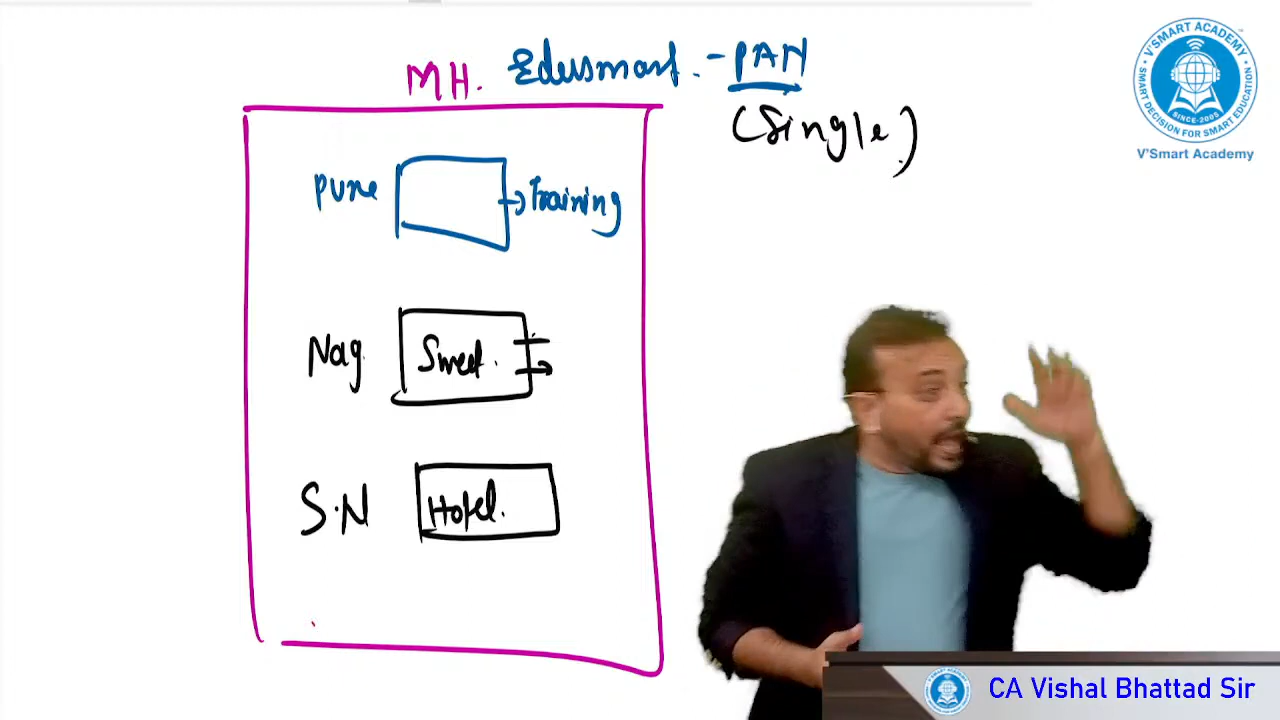 MH. Edusmart. - PAN
(Single)
Pune → Training
Nag. Sweet.
S.N Hotel.
V'SMART ACADEMY
SMART DECISION FOR SMART EDUCATION
SINCE-2005
V'Smart Academy
CA Vishal Bhattad Sir